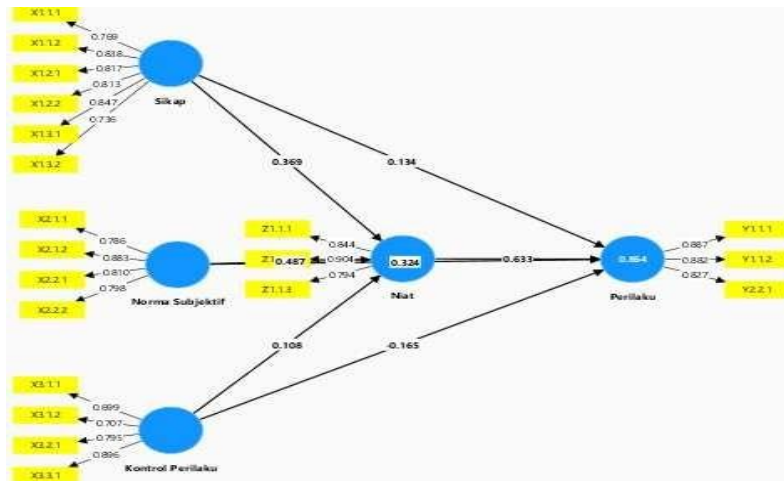 X1.1.1
0.769
X1.1.2
0.838
X1.2.1
0.817
X1.2.2
0.813
X1.3.1
0.847
X1.3.2
0.736
Sikap
0.369
0.134
X2.1.1
0.786
X2.1.2
0.883
X2.2.1
0.810
X2.2.2
0.798
Norma Subjektif
0.487
Z1.1.1
0.844
0.904
Z1.1.3
0.794
0.324
Niat
0.633
Perilaku
Y1.1.1
0.887
Y1.1.2
0.882
Y2.2.1
0.827
0.108
-0.165
X3.1.1
0.899
X3.1.2
0.707
X3.2.1
0.795
X3.3.1
0.896
Kontrol Perilaku